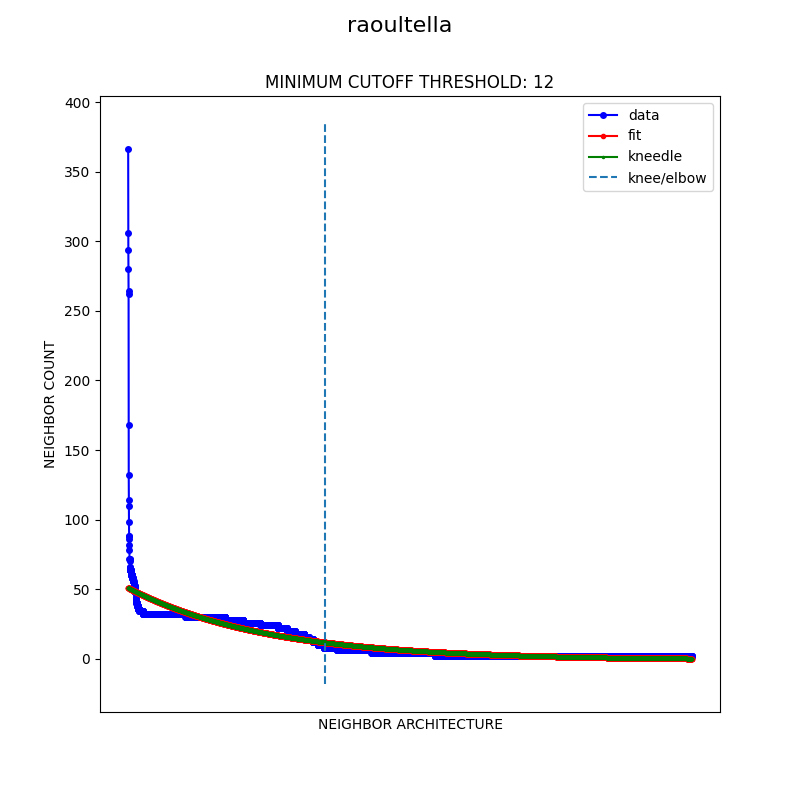 raoultella
MINIMUM CUTOFF THRESHOLD: 12
400
350
300
250
200
150
100
50
0
NEIGHBOR COUNT
data
fit
kneedle
knee/elbow
NEIGHBOR ARCHITECTURE